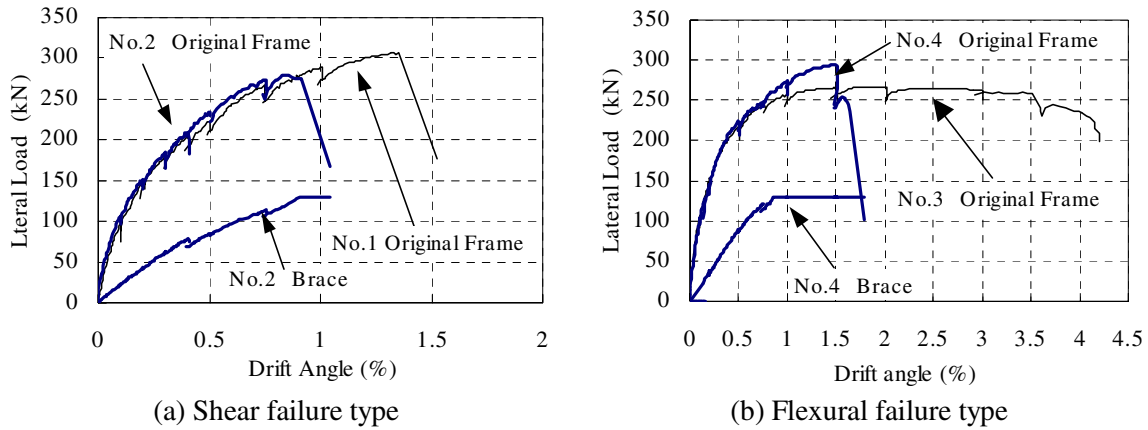 350
300
250
200
150
100
50
0
Lteral Load (kN)
No.2 Original Frame
No.1 Original Frame
No.2 Brace
0 0.5 1 1.5 2
Drift Angle (%)
(a) Shear failure type
350
300
250
200
150
100
50
0
Lateral Load (kN)
No.4 Original Frame
No.3 Original Frame
No.4 Brace
0 0.5 1 1.5 2 2.5 3 3.5 4 4.5
Drift angle (%)
(b) Flexural failure type